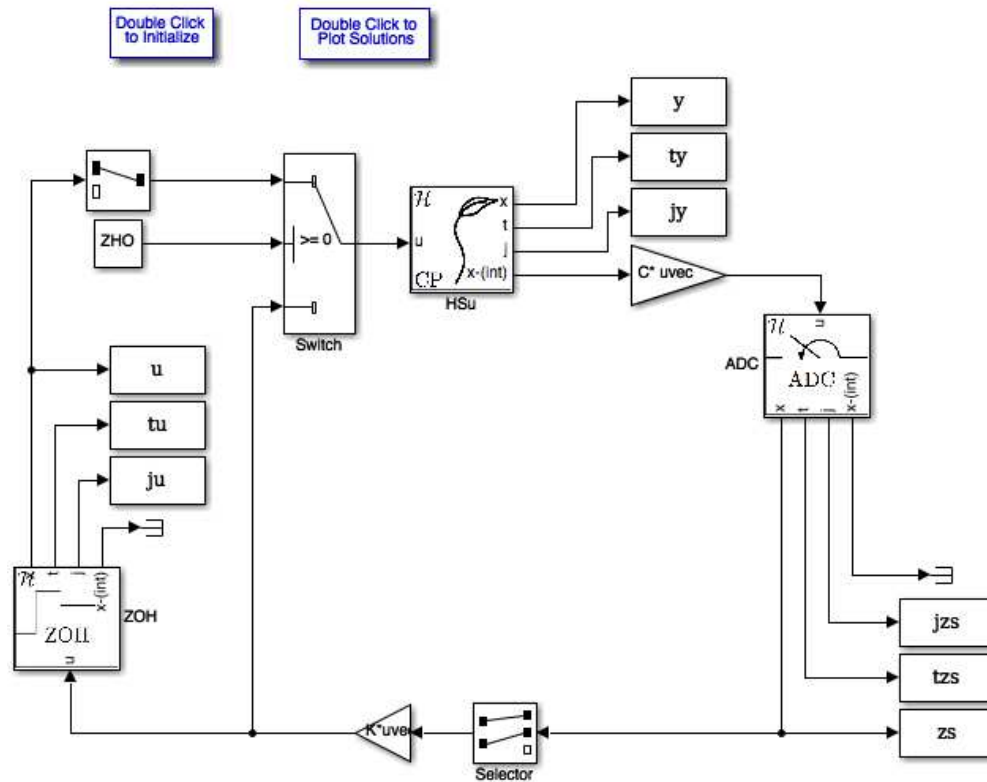 Double Click
to Initialize
Double Click to
Plot Solutions
y
ty
jy
ZHO
>= 0
Switch
H
u
x
t
j
x-(int)
CP
HSu
C* uvec
ADC
H
u
ADC
x
t
j
x-(int)
u
tu
ju
H
x
t
j
x-(int)
ZOH
u
ZOH
jzs
tzs
zs
K*uve
Selector